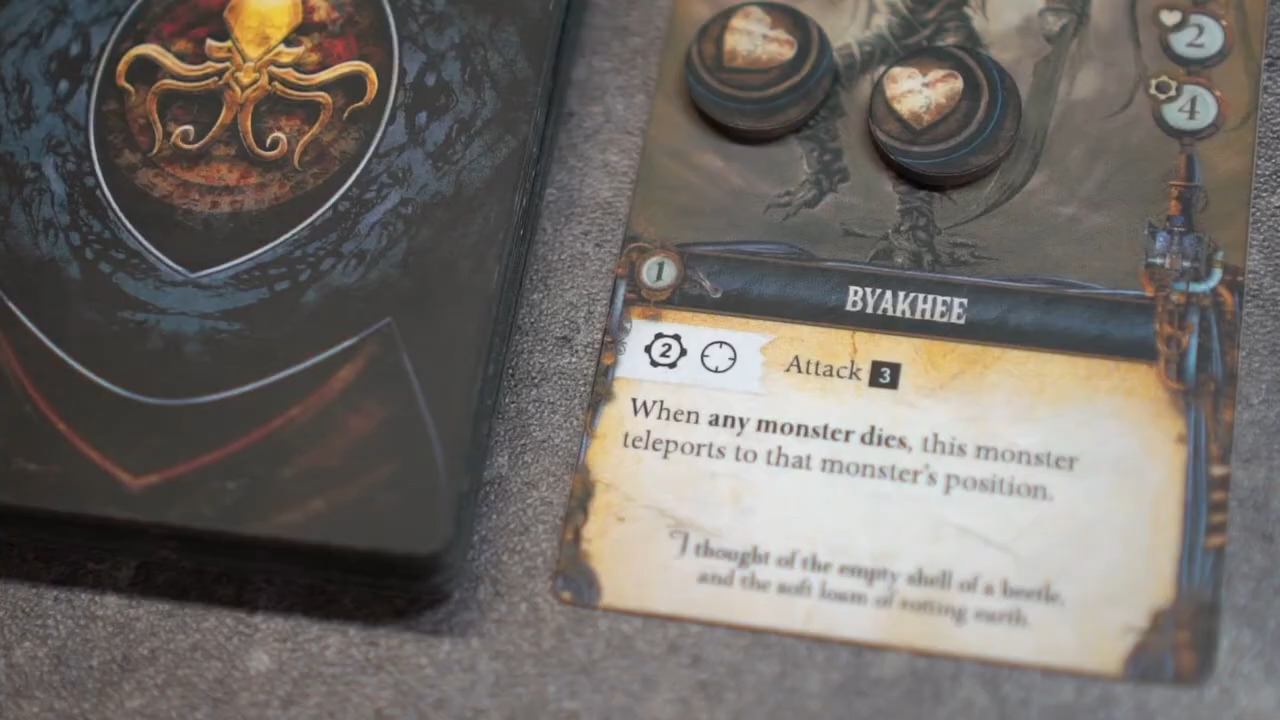 2
4
1
BYAKHEE
2 Attack 3
When any monster dies, this monster
teleports to that monster's position.
I thought of the empty shell of a beetle,
and the soft loam of rotting earth.